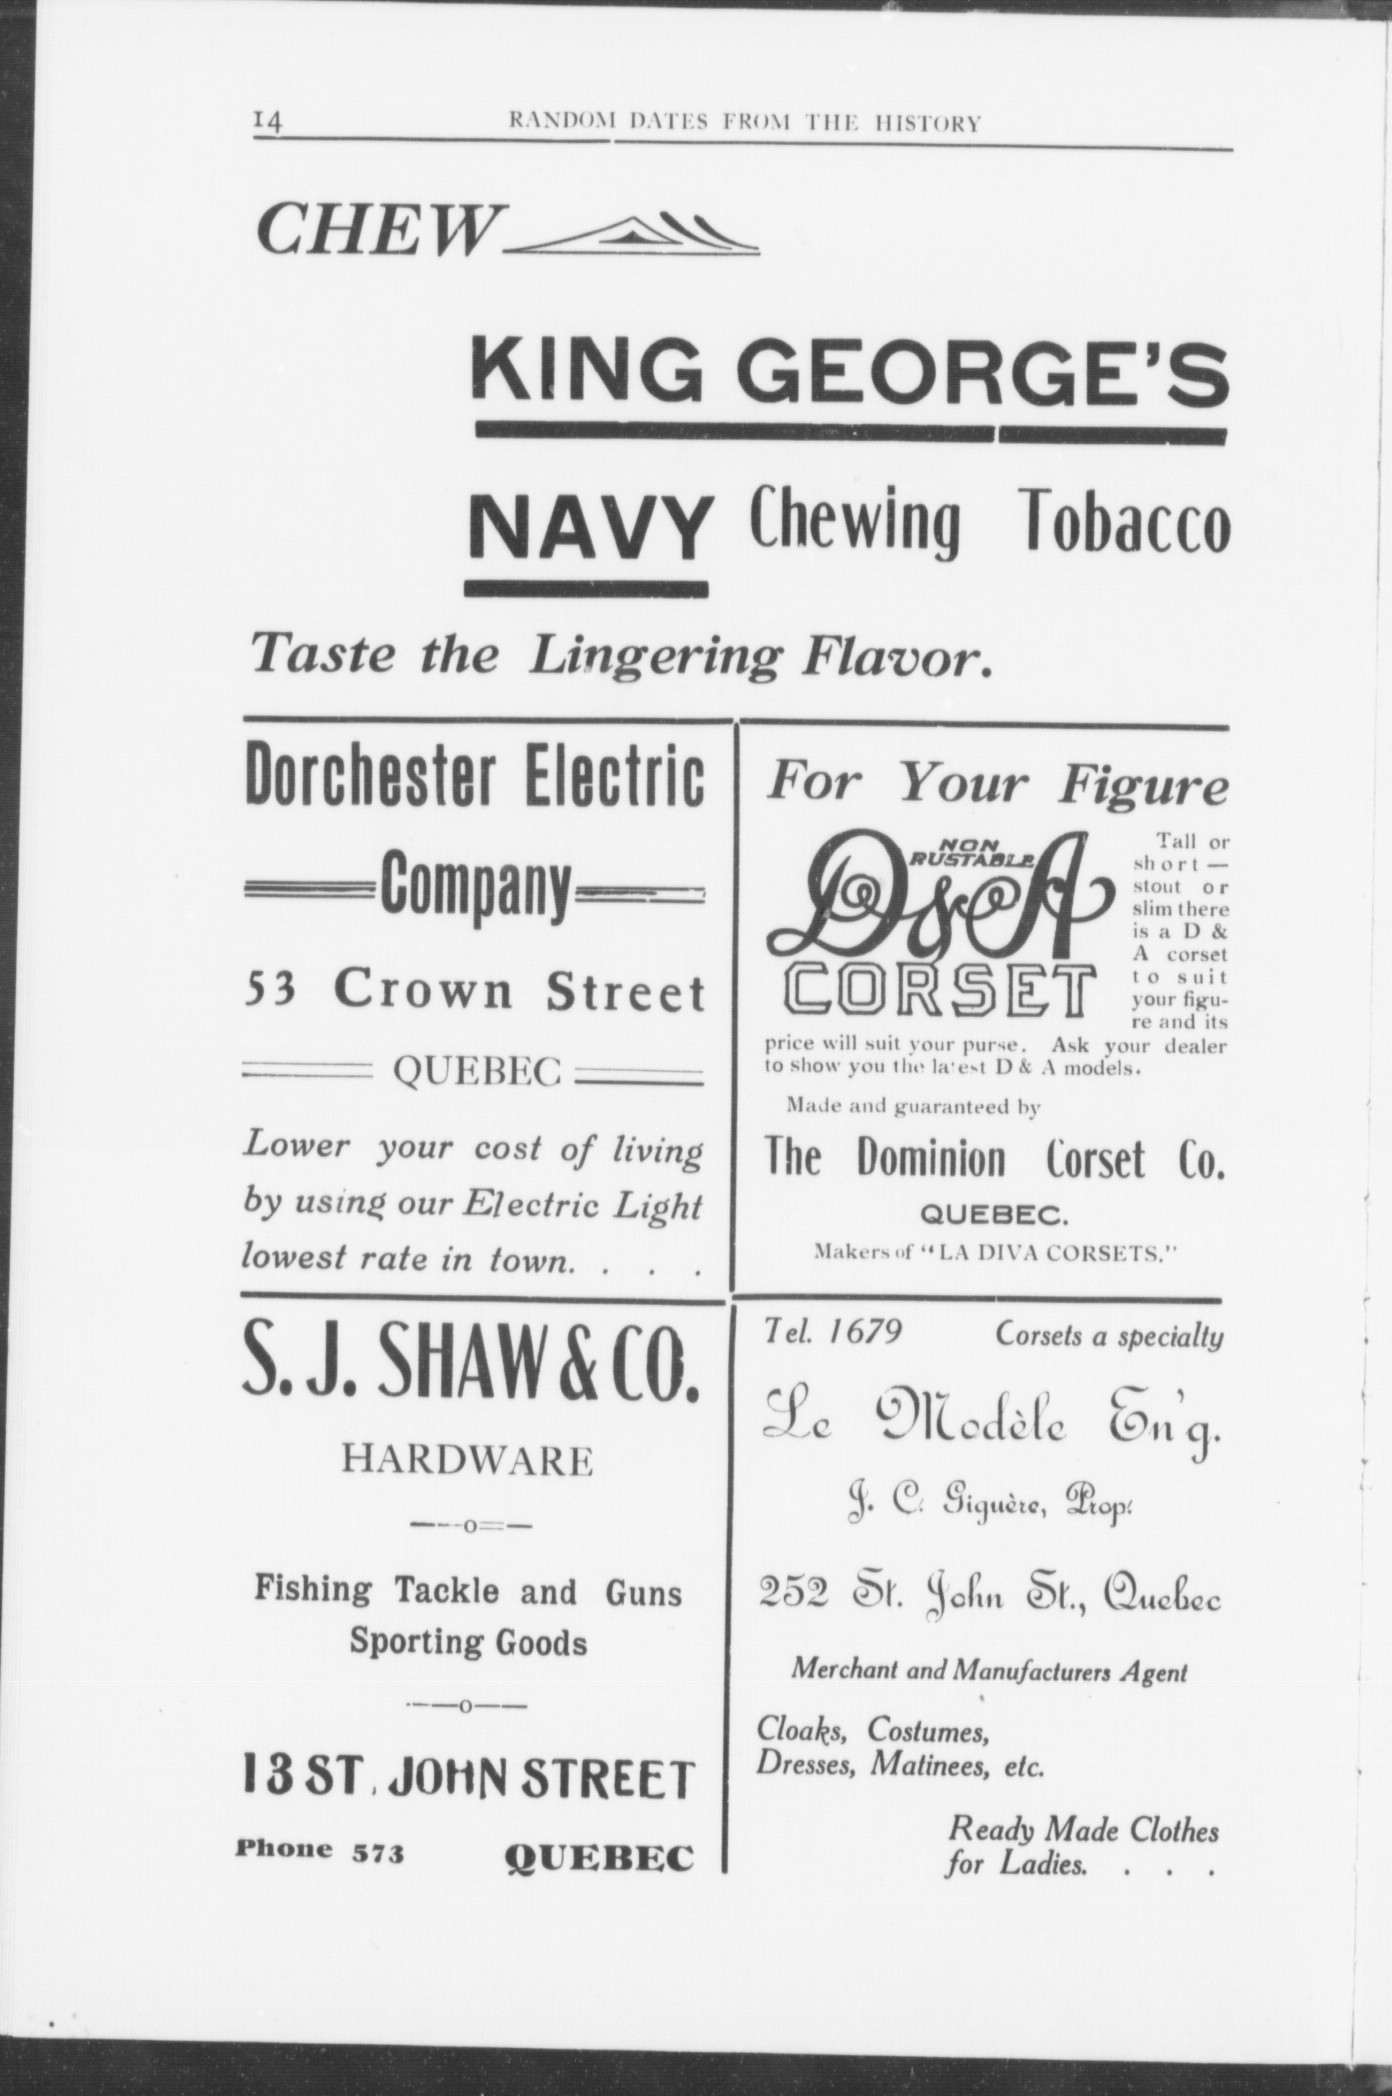 14 RANDOM DATES FROM THE HISTORY
CHEW
KING GEORGE'S
NAVY Chewing Tobacco
Taste the Lingering Flavor.
Dorchester Electric
Company
53 Crown Street
QUEBEC
Lower your cost of living
by using our Electric Light
lowest rate in town. . . .
For Your Figure
NON
RUSTABLE
D & A
CORSET
Tall or
short —
stout or
slim there
is a D &
A corset
to suit
your figu-
re and its
price will suit your purse. Ask your dealer
to show you the latest D & A models.
Made and guaranteed by
The Dominion Corset Co.
QUEBEC.
Makers of "LA DIVA CORSETS."
S. J. SHAW & CO.
HARDWARE
Fishing Tackle and Guns
Sporting Goods
13 ST. JOHN STREET
Phone 573 QUEBEC
Tel. 1679 Corsets a specialty
Le Modèle En'g.
J. C. Giguère, Prop.
252 St. John St., Quebec
Merchant and Manufacturers Agent
Cloaks, Costumes,
Dresses, Matinees, etc.
Ready Made Clothes
for Ladies. . . .